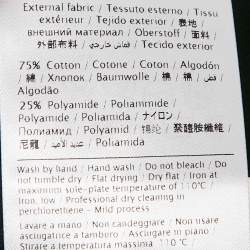 External fabric / Tessuto esterno / Tissu
extérieur / Tejido exterior / 表地 /
внешний материал / Oberstoff / 面料 /
外部布料 / قماش خارجي / Tecido exterior
75% Cotton / Cotone / Coton / Algodón
/ 綿 / Хлопок / Baumwolle / 棉 / 棉 / قطن /
Algodão
25% Polyamide / Poliammide /
Polyamide / Poliamida / ナイロン /
Полиамид / Polyamid / 聚醯胺纖維 /
尼龍 / Poliamida
Wash by hand / Hand wash / Do not bleach / Do
not tumble dry / Flat drying / Dry flat / Iron at
maximum sole-plate temperature of 110°C /
Iron, low / Professional dry cleaning in
perchlorethene - Mild process
Lavare a mano / Non candeggiare / Non usare
asciugatrice a tamburo / Asciugare in piano /
Stirare a temperatura massima 110 °C